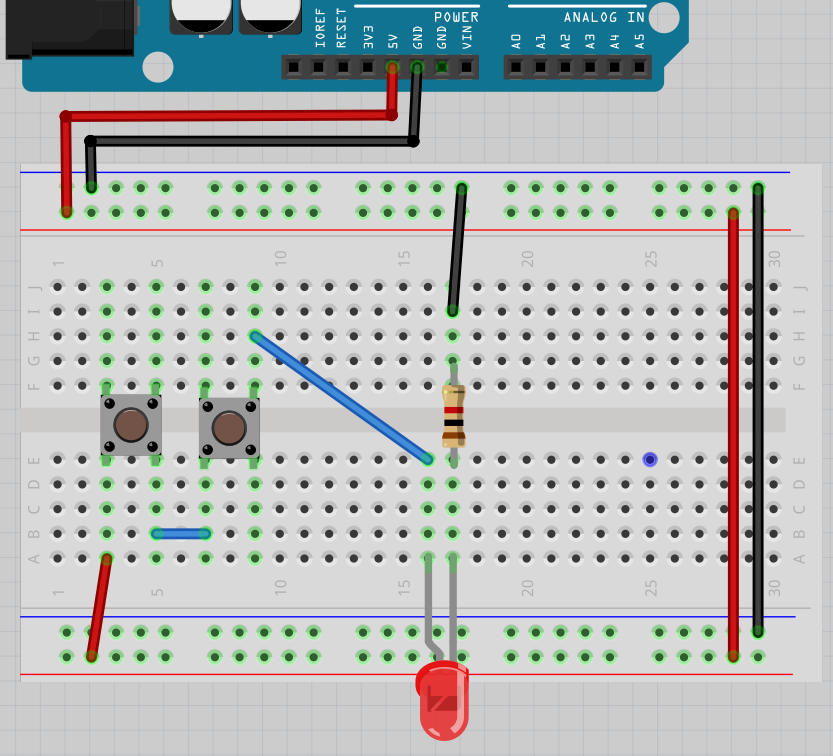 POWER
ANALOG IN
IOREF
RESET
3V3
5V
GND
GND
VIN
A0
A1
A2
A3
A4
A5
1 5 10 15 20 25 30
J J
I I
H H
G G
F F
E E
D D
C C
B B
A A
1 5 10 15 20 25 30